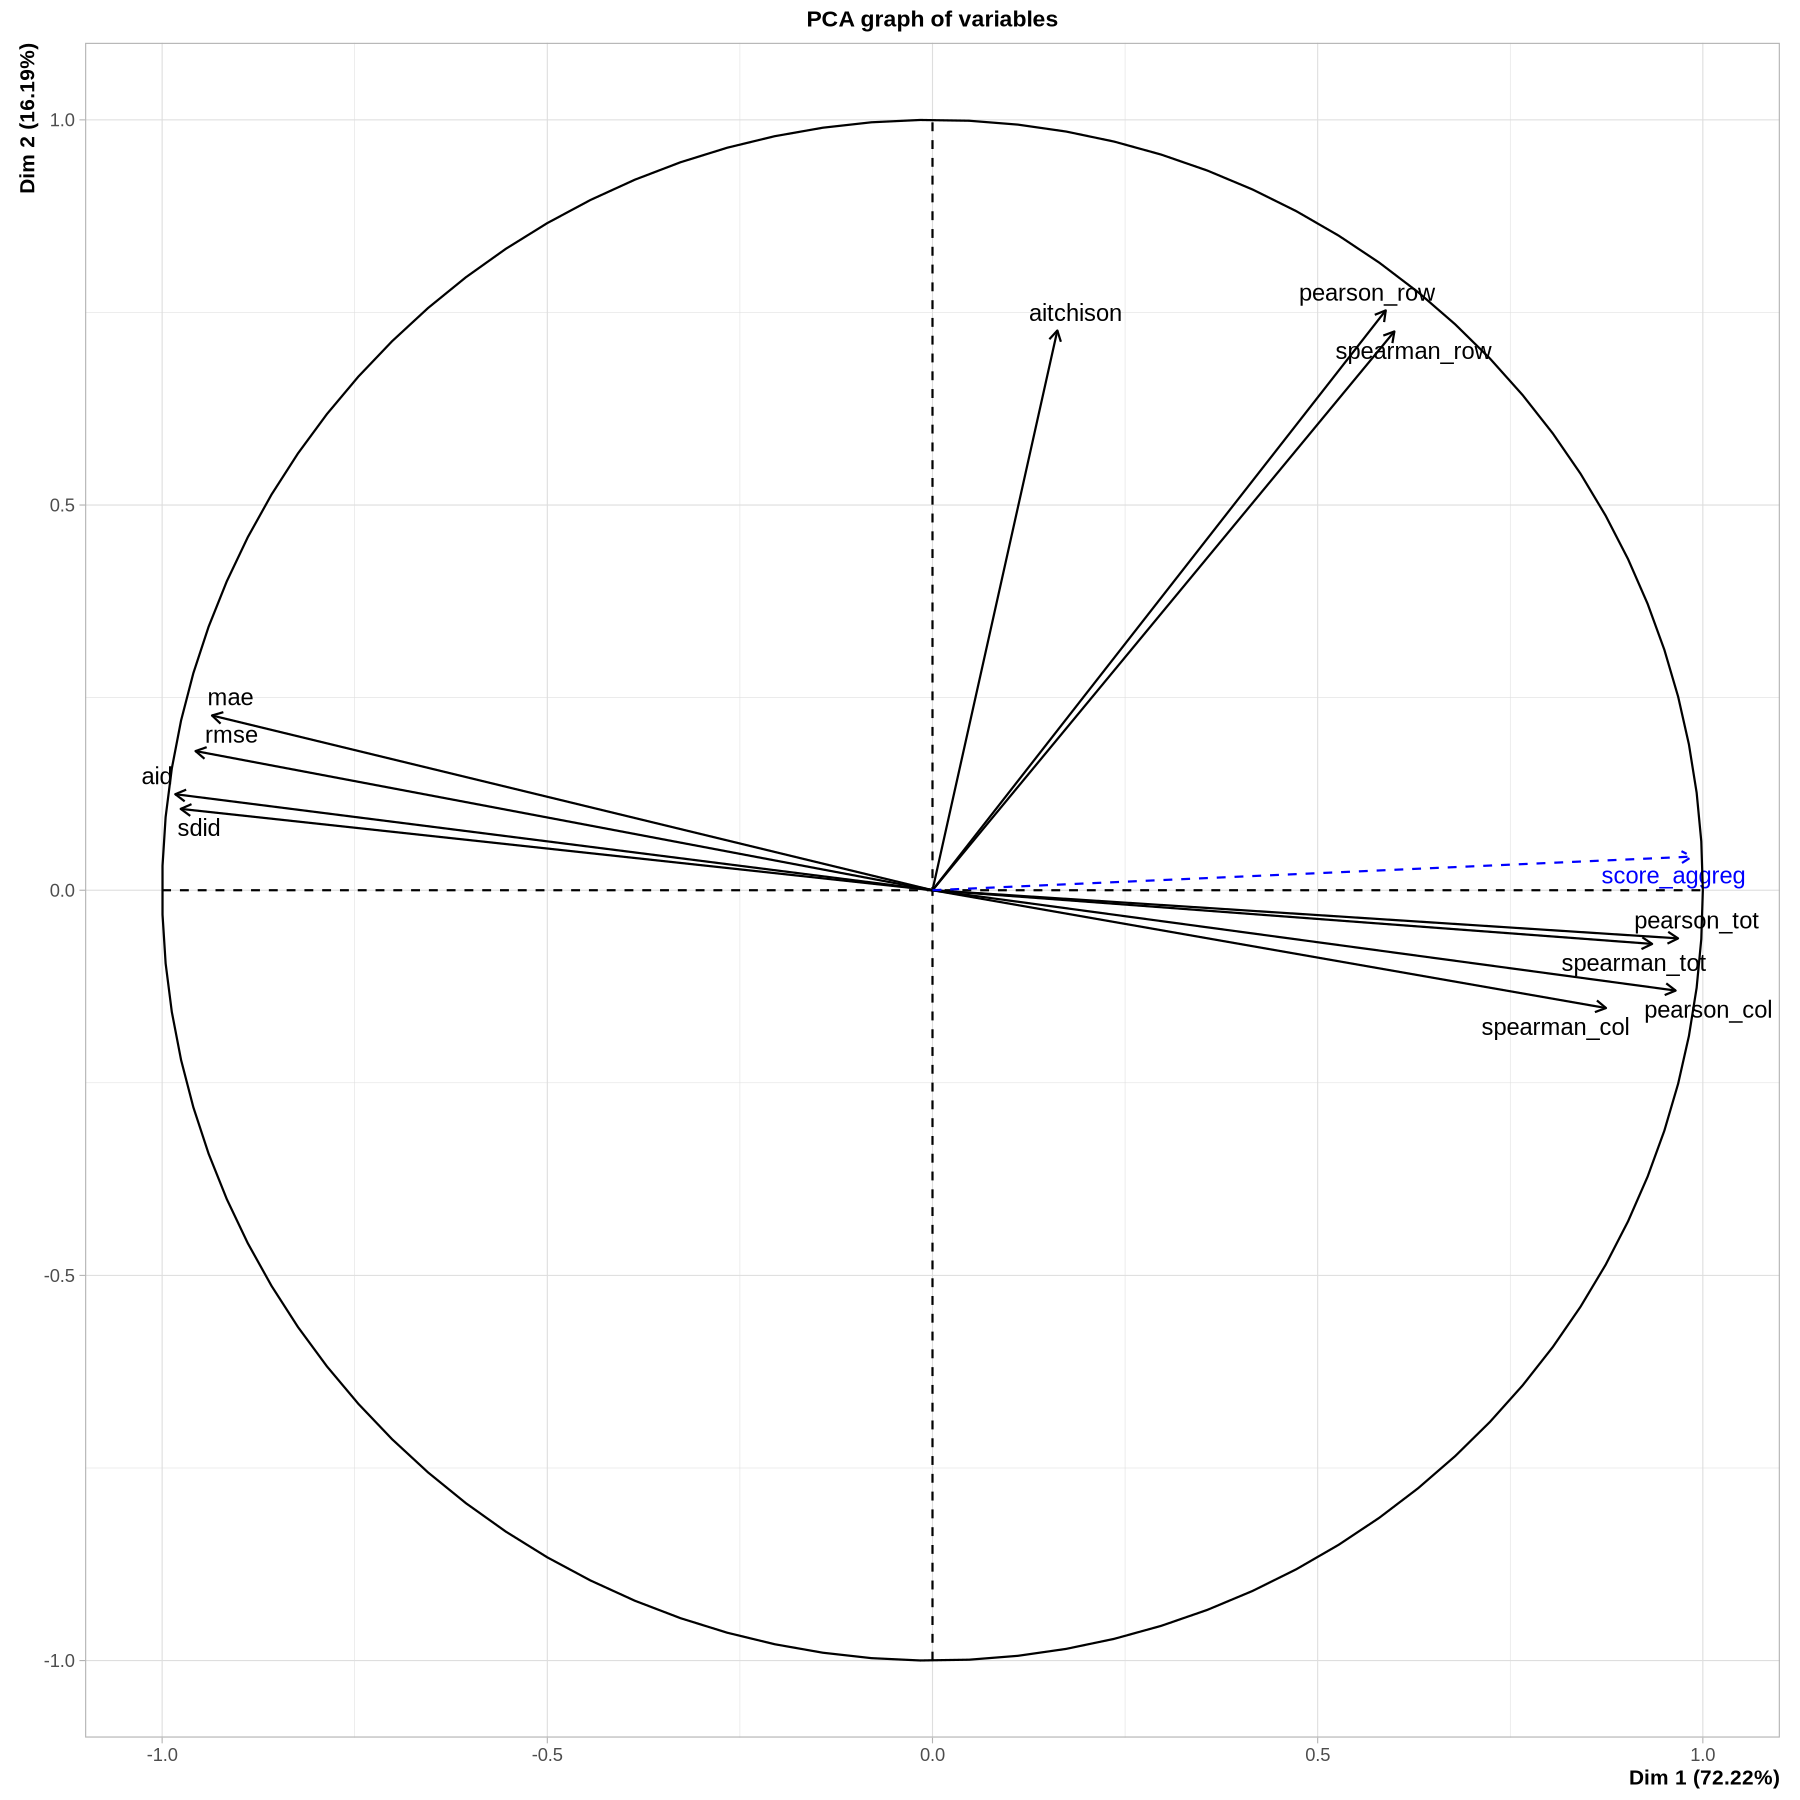 PCA graph of variables
Dim 2 (16.19%)
1.0
0.5
0.0
-0.5
-1.0
pearson_row
aitchison
spearman_row
mae
rmse
aid
sdid
score_aggreg
pearson_tot
spearman_tot
pearson_col
spearman_col
-1.0
-0.5
0.0
0.5
1.0
Dim 1 (72.22%)